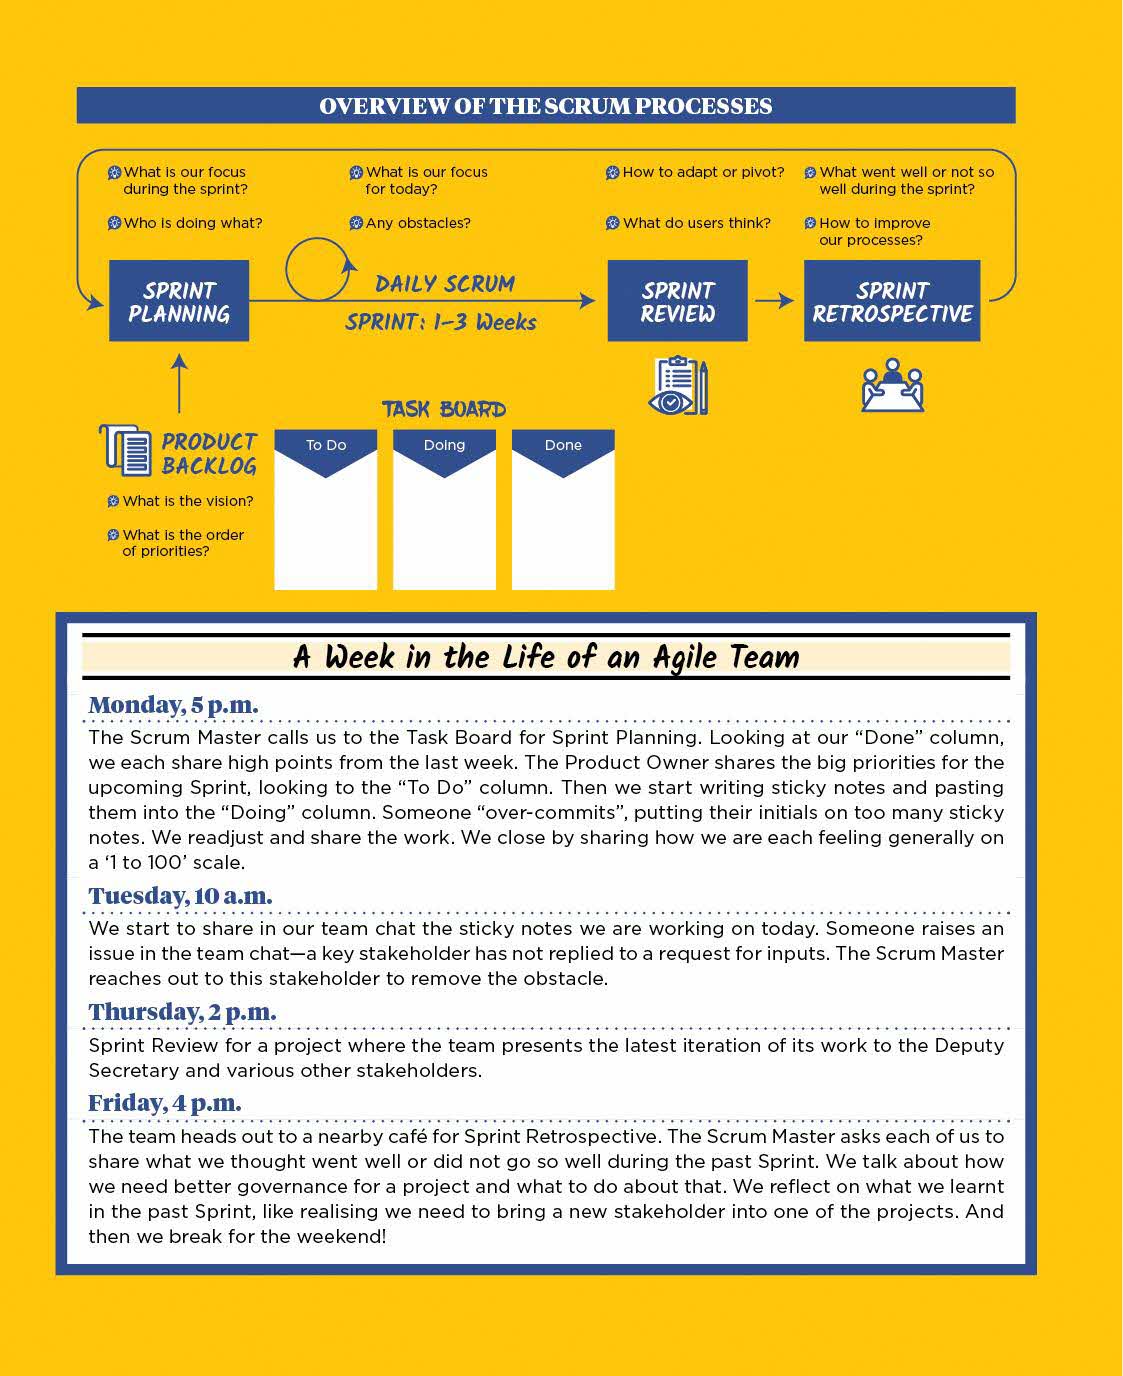 OVERVIEW OF THE SCRUM PROCESSES
What is our focus
during the sprint?
Who is doing what?
What is our focus
for today?
Any obstacles?
How to adapt or pivot?
What do users think?
What went well or not so
well during the sprint?
How to improve
our processes?
SPRINT
PLANNING
DAILY SCRUM
SPRINT: 1–3 Weeks
SPRINT
REVIEW
SPRINT
RETROSPECTIVE
PRODUCT
BACKLOG
What is the vision?
What is the order
of priorities?
TASK BOARD
To Do
Doing
Done
A Week in the Life of an Agile Team
Monday, 5 p.m.
The Scrum Master calls us to the Task Board for Sprint Planning. Looking at our “Done” column,
we each share high points from the last week. The Product Owner shares the big priorities for the
upcoming Sprint, looking to the “To Do” column. Then we start writing sticky notes and pasting
them into the “Doing” column. Someone “over-commits”, putting their initials on too many sticky
notes. We readjust and share the work. We close by sharing how we are each feeling generally on
a ‘1 to 100’ scale.
Tuesday, 10 a.m.
We start to share in our team chat the sticky notes we are working on today. Someone raises an
issue in the team chat—a key stakeholder has not replied to a request for inputs. The Scrum Master
reaches out to this stakeholder to remove the obstacle.
Thursday, 2 p.m.
Sprint Review for a project where the team presents the latest iteration of its work to the Deputy
Secretary and various other stakeholders.
Friday, 4 p.m.
The team heads out to a nearby café for Sprint Retrospective. The Scrum Master asks each of us to
share what we thought went well or did not go so well during the past Sprint. We talk about how
we need better governance for a project and what to do about that. We reflect on what we learnt
in the past Sprint, like realising we need to bring a new stakeholder into one of the projects. And
then we break for the weekend!